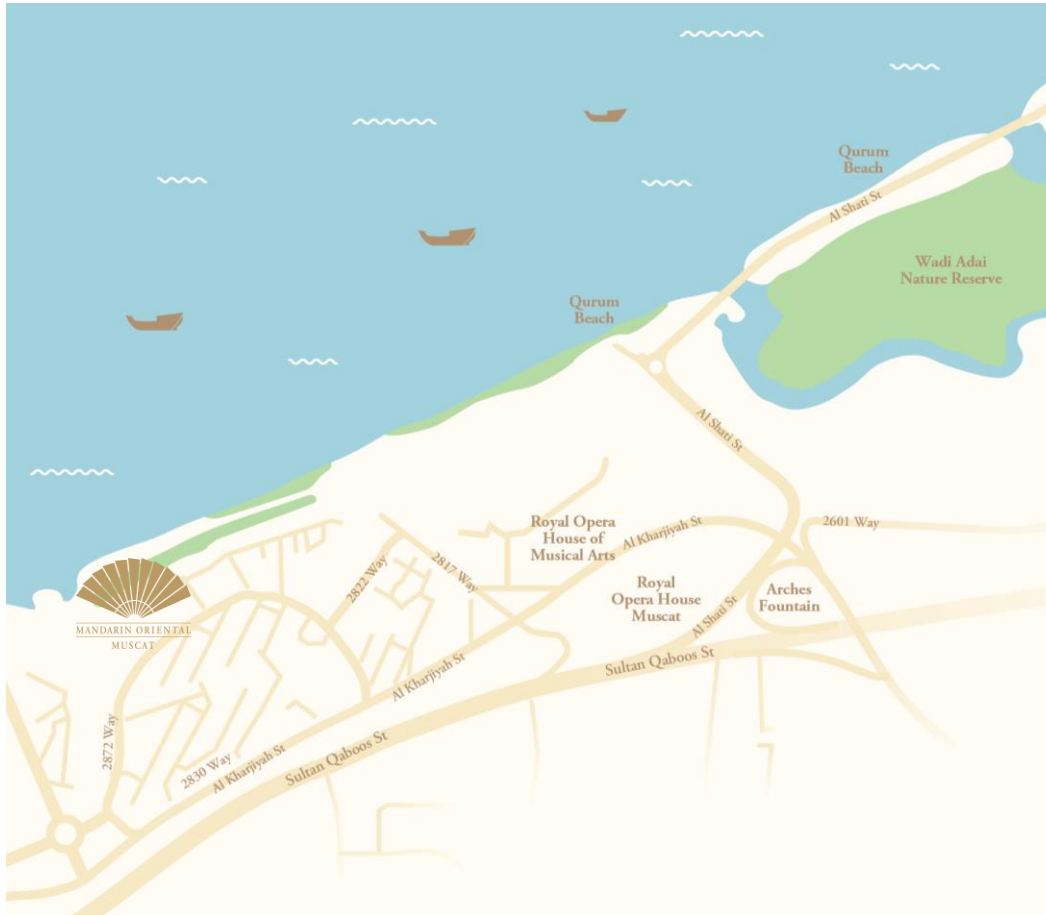 Qurum
Beach
Al Shati St
Wadi Adai
Nature Reserve
Qurum
Beach
Al Shati St
Royal Opera
House of
Musical Arts
Al Kharjiyah St
2601 Way
2817 Way
2822 Way
Royal
Opera House
Muscat
Arches
Fountain
Al Shati St
MANDARIN ORIENTAL
MUSCAT
Sultan Qaboos St
Al Kharjiyah St
2872 Way
2830 Way
Al Kharjiyah St
Sultan Qaboos St